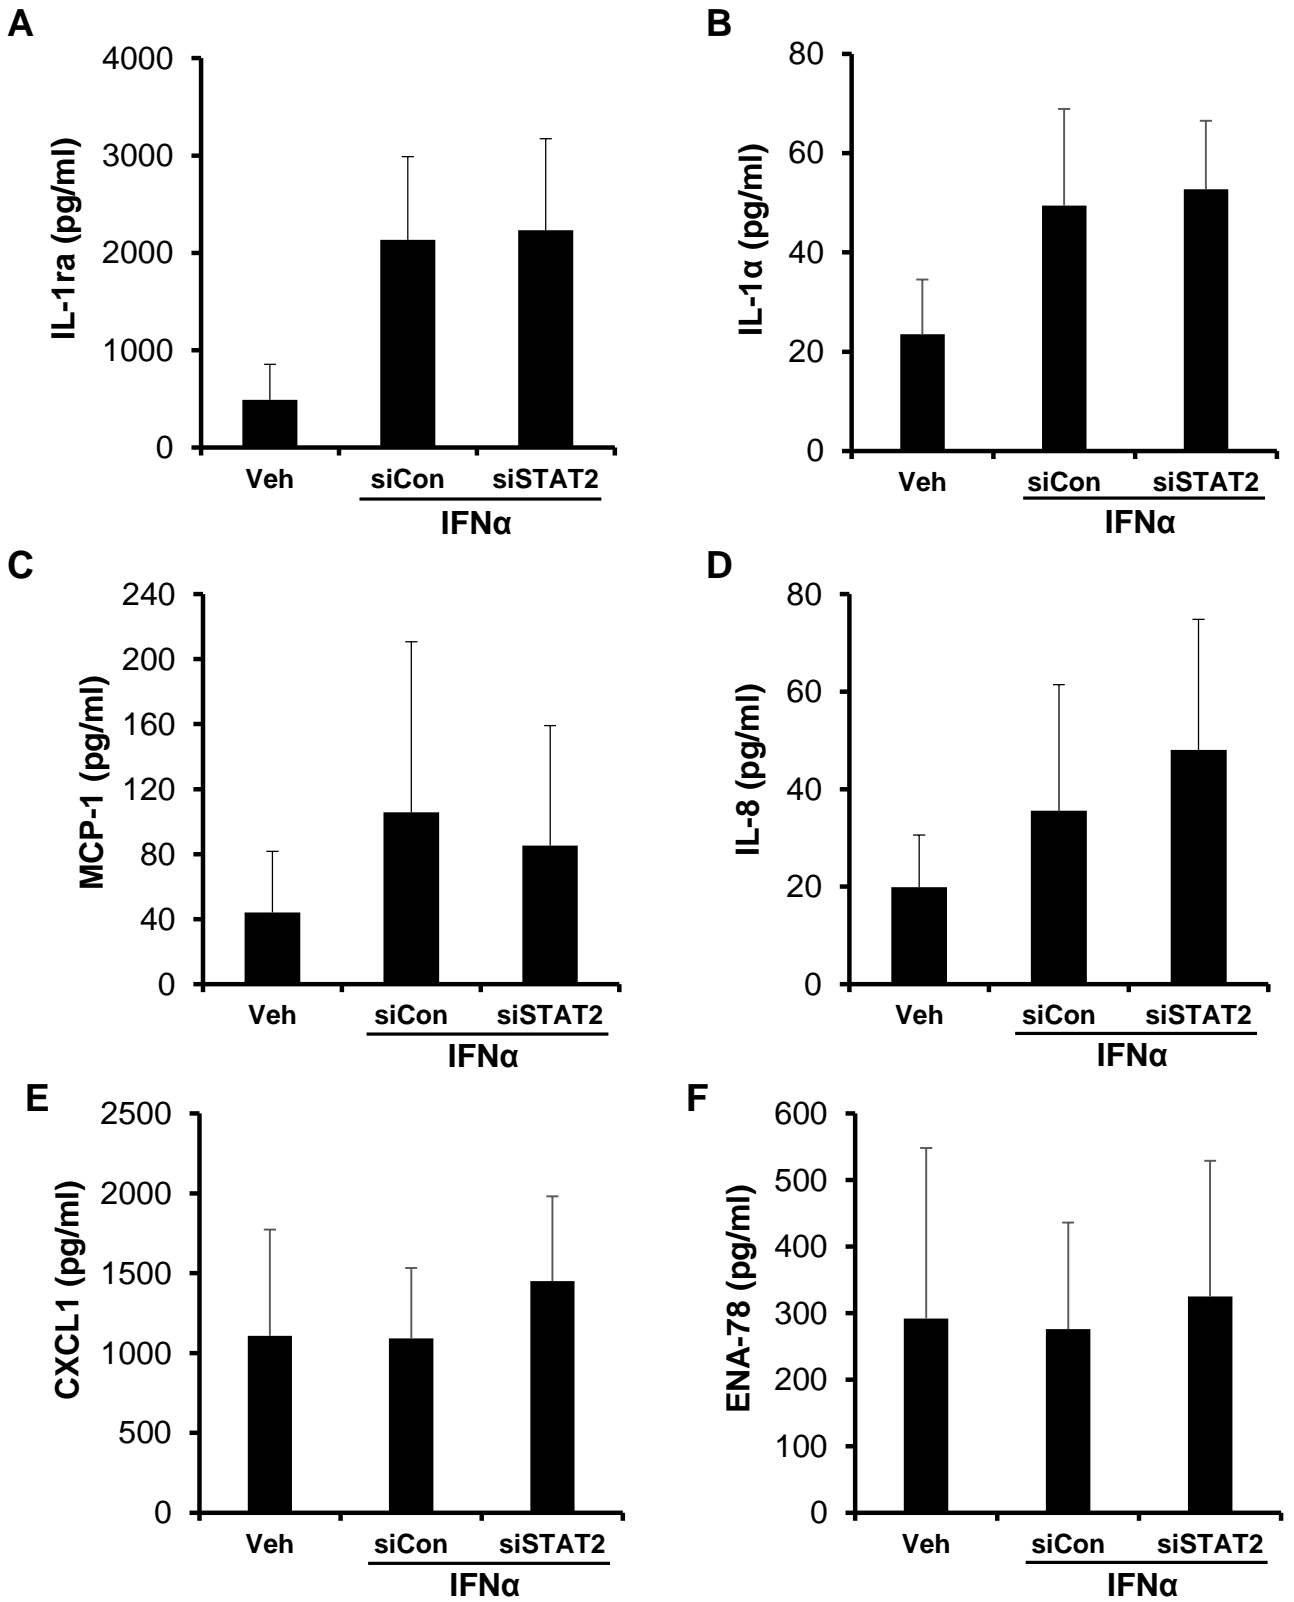 A
IL-1ra (pg/ml)
4000
3000
2000
1000
0
Veh siCon siSTAT2
IFNα
B
IL-1α (pg/ml)
80
60
40
20
0
Veh siCon siSTAT2
IFNα
C
MCP-1 (pg/ml)
240
200
160
120
80
40
0
Veh siCon siSTAT2
IFNα
D
IL-8 (pg/ml)
80
60
40
20
0
Veh siCon siSTAT2
IFNα
E
CXCL1 (pg/ml)
2500
2000
1500
1000
500
0
Veh siCon siSTAT2
IFNα
F
ENA-78 (pg/ml)
600
500
400
300
200
100
0
Veh siCon siSTAT2
IFNα